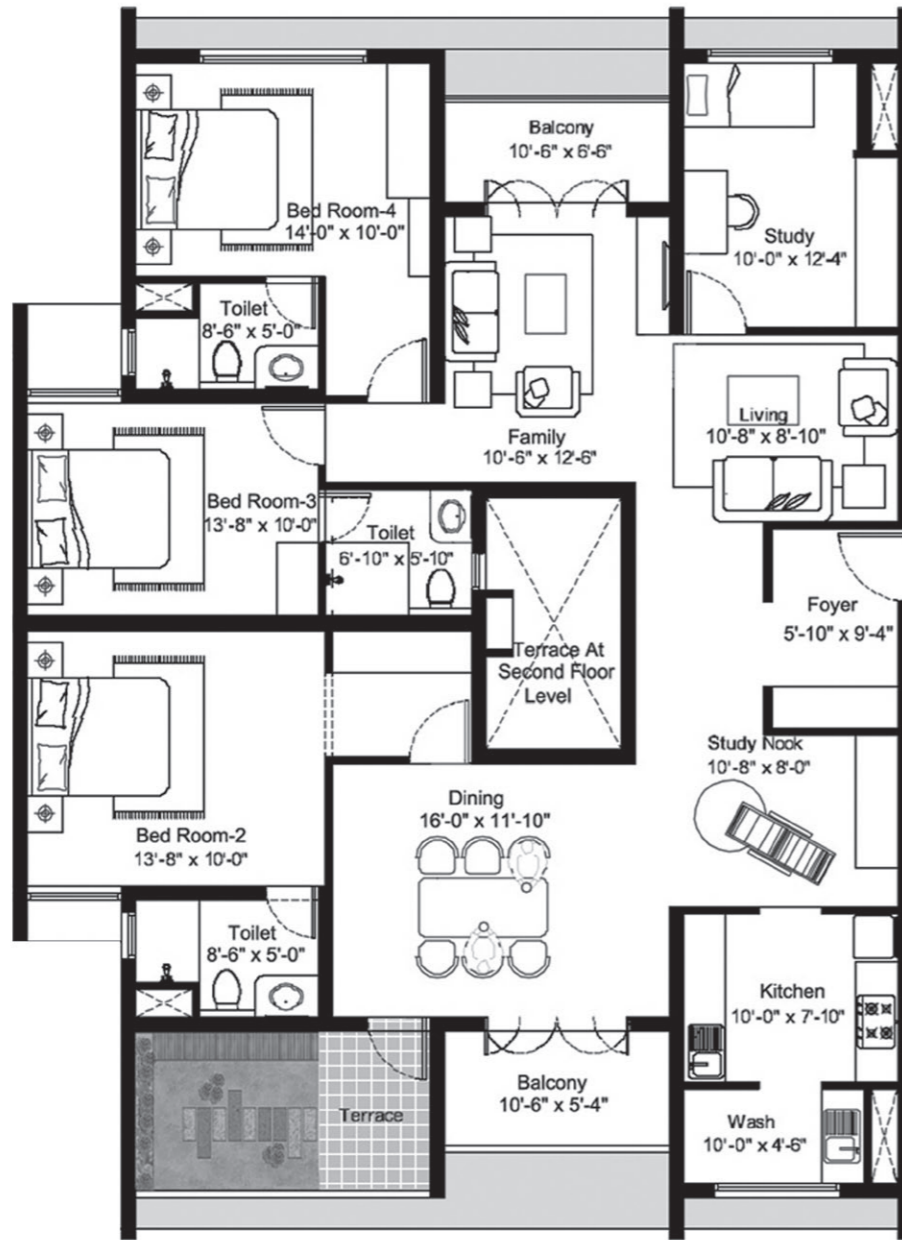 Balcony
10'-6" x 6'-6"
Bed Room-4
14'-0" x 10'-0"
Study
10'-0" x 12'-4"
Toilet
8'-6" x 5'-0"
Living
10'-8" x 8'-10"
Family
10'-6" x 12'-6"
Bed Room-3
13'-8" x 10'-0"
Toilet
6'-10" x 5'-10"
Foyer
5'-10" x 9'-4"
Terrace At
Second Floor
Level
Study Nook
10'-8" x 8'-0"
Dining
16'-0" x 11'-10"
Bed Room-2
13'-8" x 10'-0"
Toilet
8'-6" x 5'-0"
Kitchen
10'-0" x 7'-10"
Balcony
10'-6" x 5'-4"
Terrace
Wash
10'-0" x 4'-6"